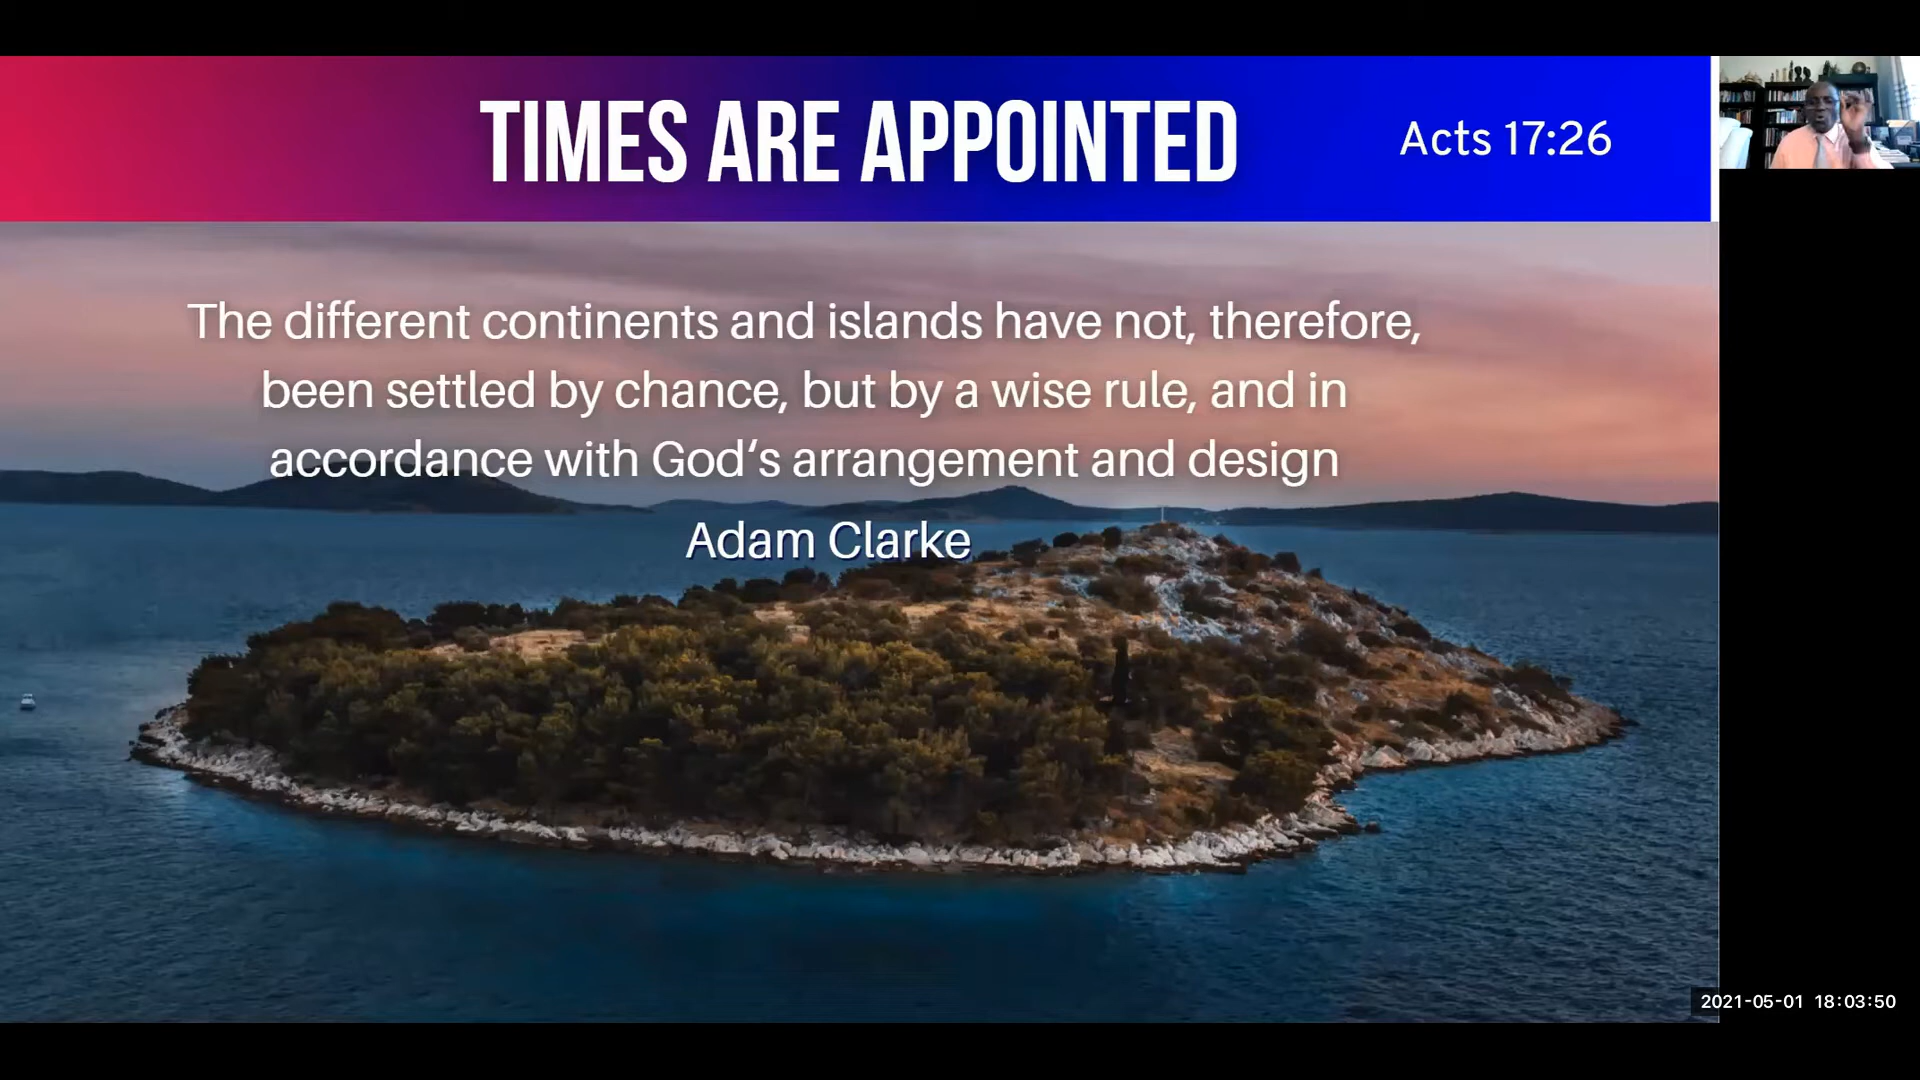 TIMES ARE APPOINTED
Acts 17:26
The different continents and islands have not, therefore,
been settled by chance, but by a wise rule, and in
accordance with God‘s arrangement and design
Adam Clarke
2021-05-01 18:03:50